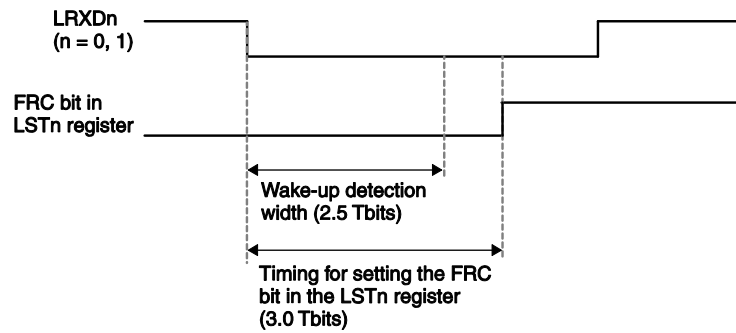 LRXDn
(n = 0, 1)
FRC bit in
LSTn register
Wake-up detection
width (2.5 Tbits)
Timing for setting the FRC
bit in the LSTn register
(3.0 Tbits)